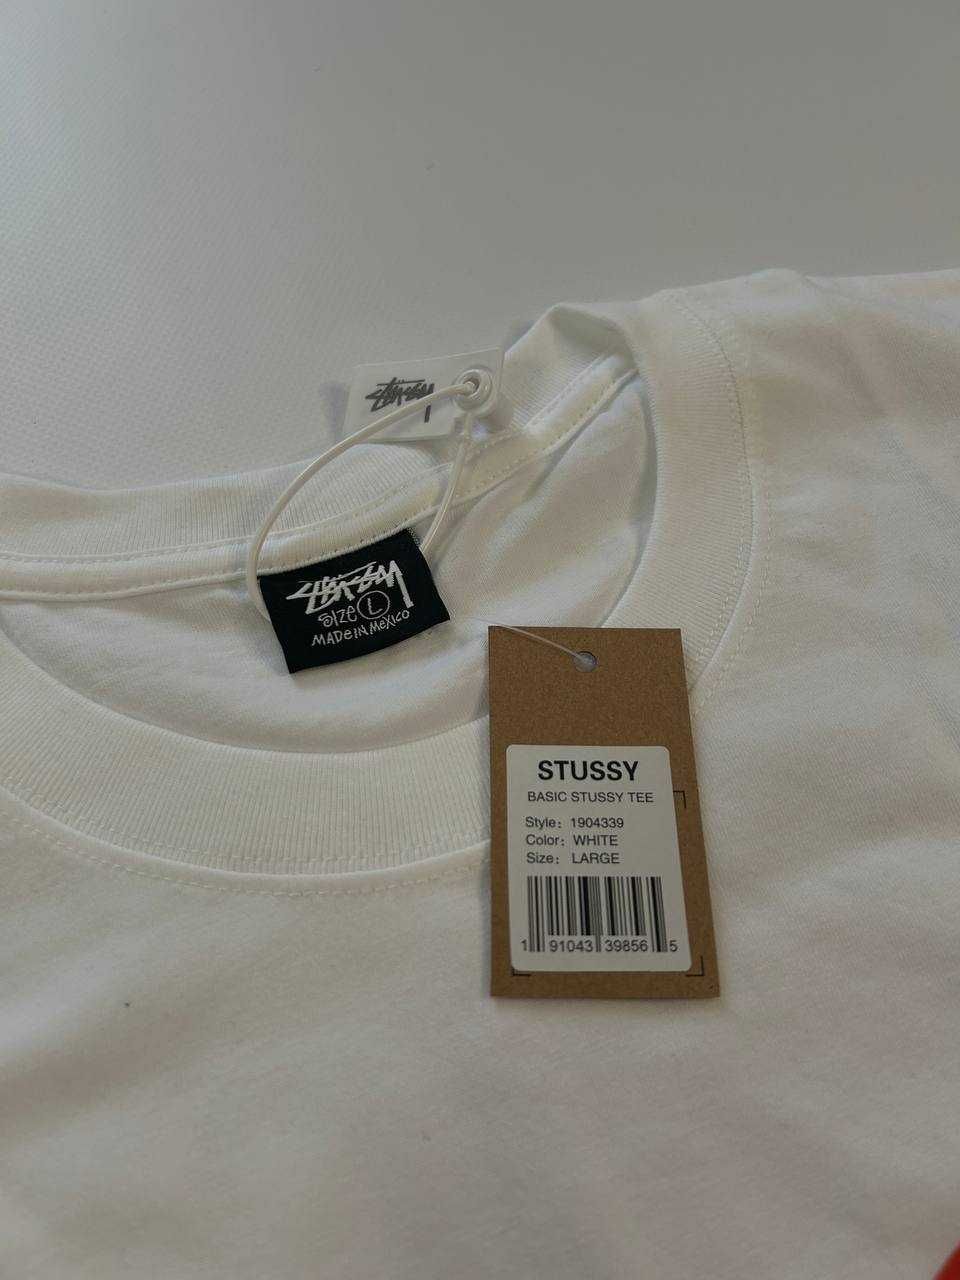 STUSSY
STUSSY
SIZE L
MADE IN MEXICO
STUSSY
BASIC STUSSY TEE
Style: 1904339
Color: WHITE
Size: LARGE
1 91043 39856 5